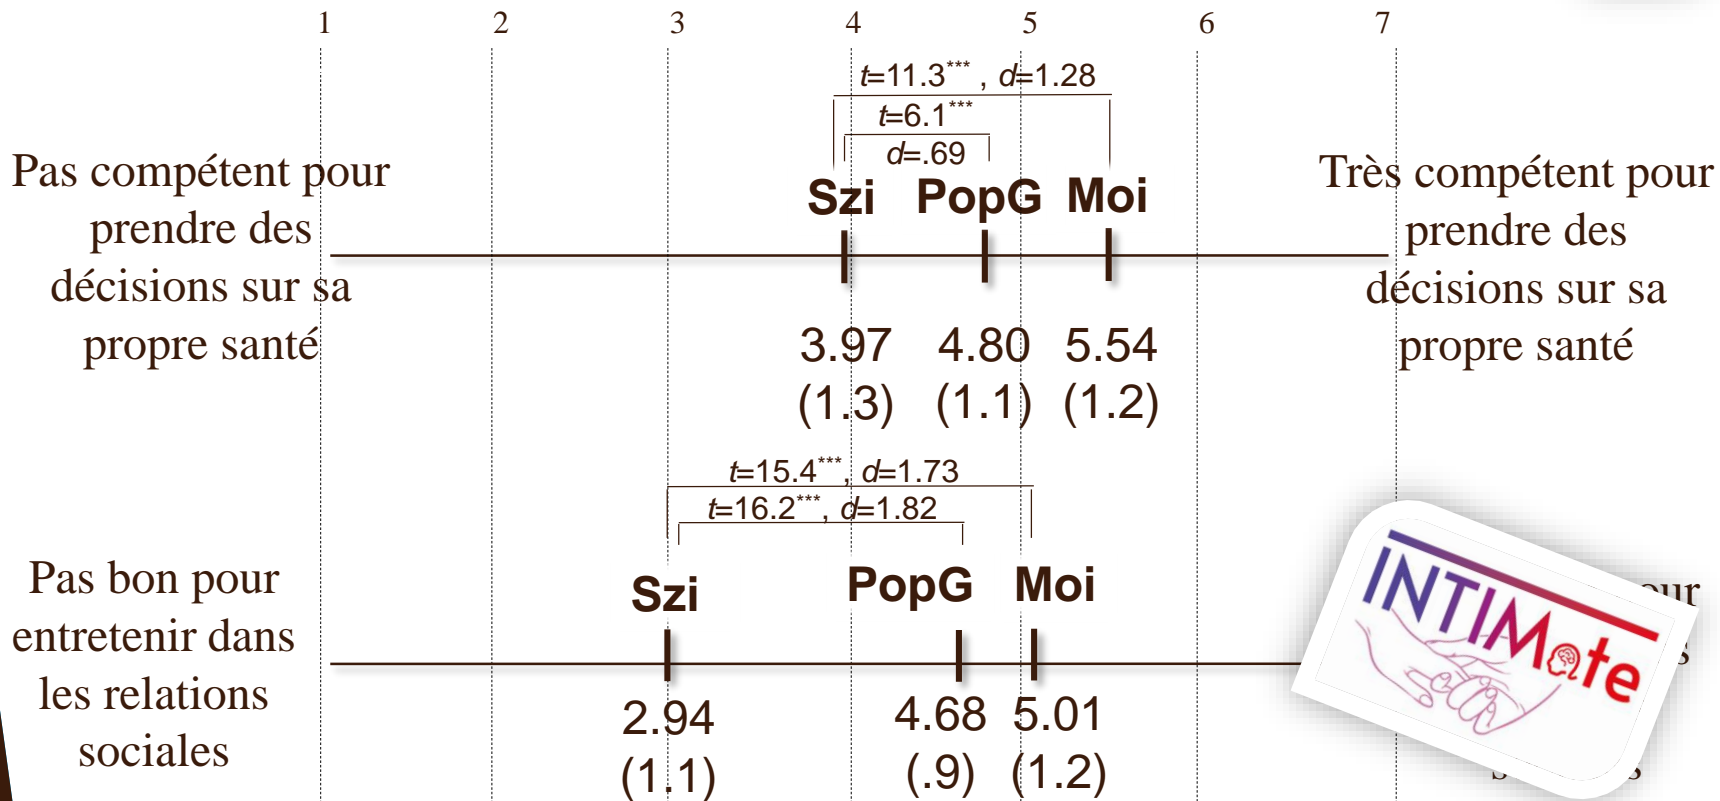 1 2 3 4 5 6 7
t=11.3*** , d=1.28
t=6.1***
d=.69
Pas compétent pour
prendre des
décisions sur sa
propre santé
Szi PopG Moi
Très compétent pour
prendre des
décisions sur sa
propre santé
3.97 4.80 5.54
(1.3) (1.1) (1.2)
t=15.4***, d=1.73
t=16.2***, d=1.82
Pas bon pour
entretenir dans
les relations
sociales
Szi PopG Moi
2.94 4.68 5.01
(1.1) (.9) (1.2)
INTIMate